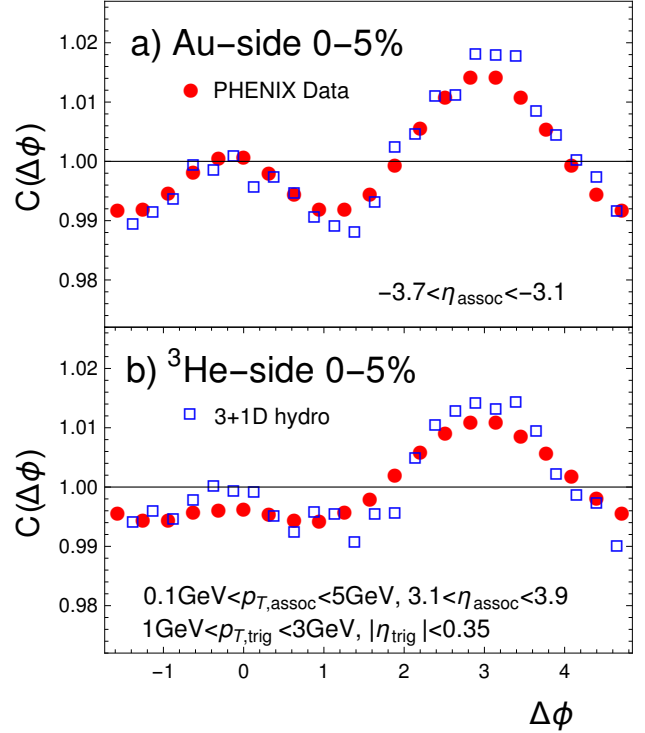 a) Au−side 0−5%
PHENIX Data
C(Δϕ)
1.02
1.01
1.00
0.99
0.98
−3.7<η_assoc<−3.1
b) ³He−side 0−5%
3+1D hydro
C(Δϕ)
1.02
1.01
1.00
0.99
0.98
0.1GeV<p_T,assoc<5GeV, 3.1<η_assoc<3.9
1GeV<p_T,trig <3GeV, |η_trig |<0.35
−1 0 1 2 3 4
Δϕ